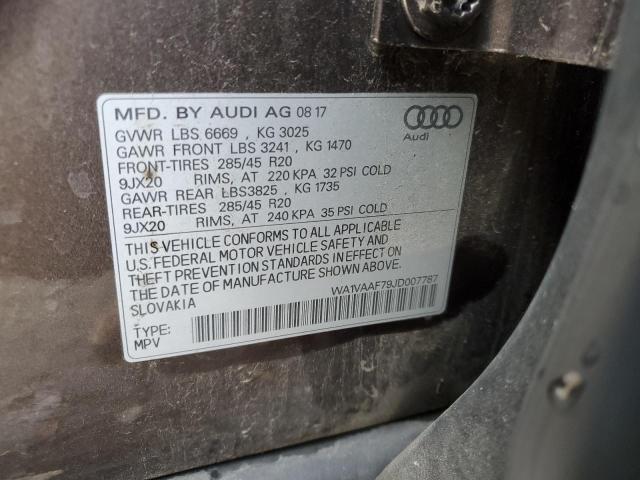 MFD. BY AUDI AG 08 17
Audi
GVWR LBS 6669 , KG 3025
GAWR FRONT LBS 3241 , KG 1470
FRONT-TIRES 285/45 R20
9JX20 RIMS, AT 220 KPA 32 PSI COLD
GAWR REAR LBS3825 , KG 1735
REAR-TIRES 285/45 R20
9JX20 RIMS, AT 240 KPA 35 PSI COLD
THIS VEHICLE CONFORMS TO ALL APPLICABLE
U.S.FEDERAL MOTOR VEHICLE SAFETY AND
THEFT PREVENTION STANDARDS IN EFFECT ON
THE DATE OF MANUFACTURE SHOWN ABOVE.
SLOVAKIA
WA1VAAF79JD007787
TYPE:
MPV